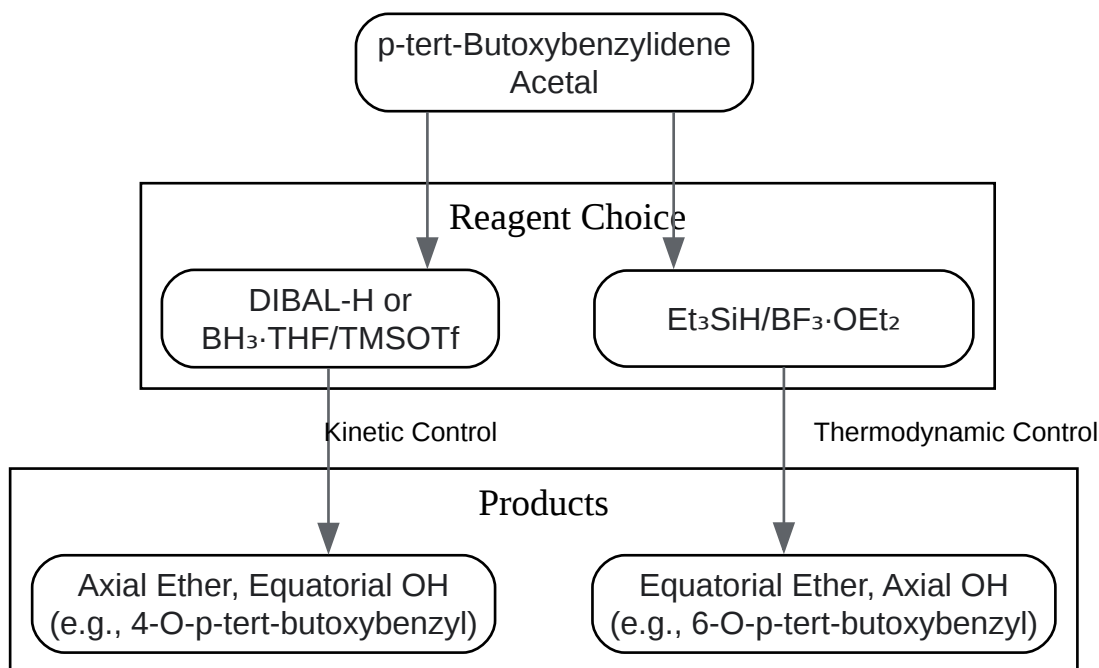 p-tert-Butoxybenzylidene
Acetal
Reagent Choice
DIBAL-H or
BH₃·THF/TMSOTf
Et₃SiH/BF₃·OEt₂
Kinetic Control
Thermodynamic Control
Products
Axial Ether, Equatorial OH
(e.g., 4-O-p-tert-butoxybenzyl)
Equatorial Ether, Axial OH
(e.g., 6-O-p-tert-butoxybenzyl)